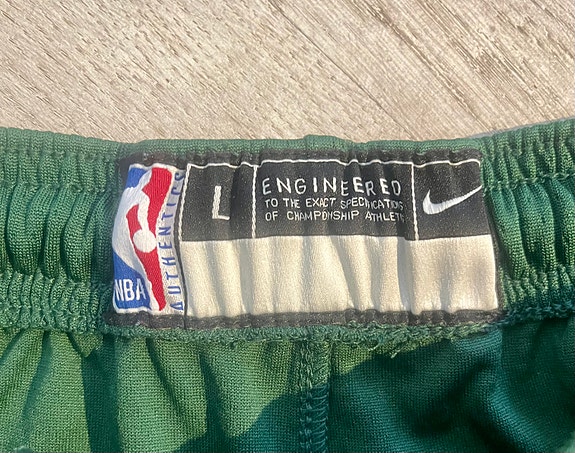 NBA
AUTHENTICS
L
ENGINEERED
TO THE EXACT SPECIFICATIONS
OF CHAMPIONSHIP ATHLETES